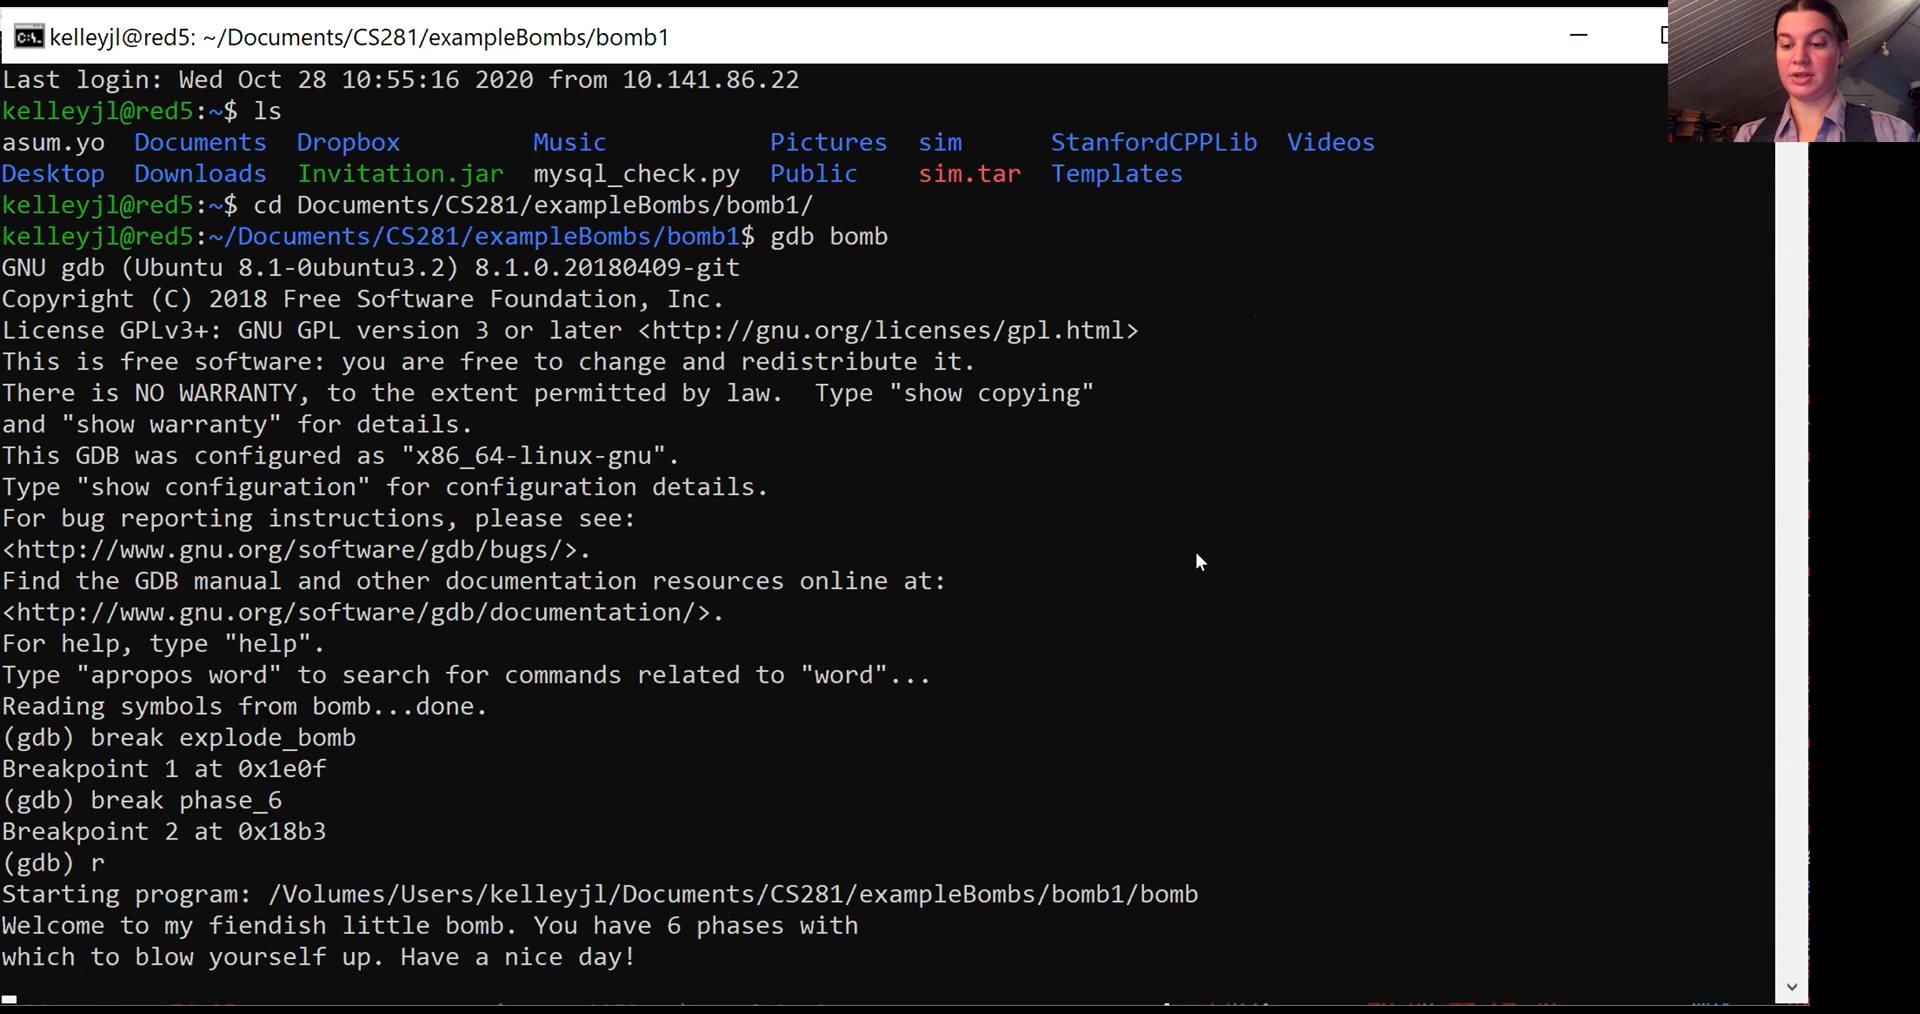 kelleyjl@red5: ~/Documents/CS281/exampleBombs/bomb1
Last login: Wed Oct 28 10:55:16 2020 from 10.141.86.22
kelleyjl@red5:~$ ls
asum.yo  Documents  Dropbox         Music           Pictures  sim      StanfordCPPLib  Videos
Desktop  Downloads  Invitation.jar  mysql_check.py  Public    sim.tar  Templates
kelleyjl@red5:~$ cd Documents/CS281/exampleBombs/bomb1/
kelleyjl@red5:~/Documents/CS281/exampleBombs/bomb1$ gdb bomb
GNU gdb (Ubuntu 8.1-0ubuntu3.2) 8.1.0.20180409-git
Copyright (C) 2018 Free Software Foundation, Inc.
License GPLv3+: GNU GPL version 3 or later <http://gnu.org/licenses/gpl.html>
This is free software: you are free to change and redistribute it.
There is NO WARRANTY, to the extent permitted by law.  Type "show copying"
and "show warranty" for details.
This GDB was configured as "x86_64-linux-gnu".
Type "show configuration" for configuration details.
For bug reporting instructions, please see:
<http://www.gnu.org/software/gdb/bugs/>.
Find the GDB manual and other documentation resources online at:
<http://www.gnu.org/software/gdb/documentation/>.
For help, type "help".
Type "apropos word" to search for commands related to "word"...
Reading symbols from bomb...done.
(gdb) break explode_bomb
Breakpoint 1 at 0x1e0f
(gdb) break phase_6
Breakpoint 2 at 0x18b3
(gdb) r
Starting program: /Volumes/Users/kelleyjl/Documents/CS281/exampleBombs/bomb1/bomb
Welcome to my fiendish little bomb. You have 6 phases with
which to blow yourself up. Have a nice day!